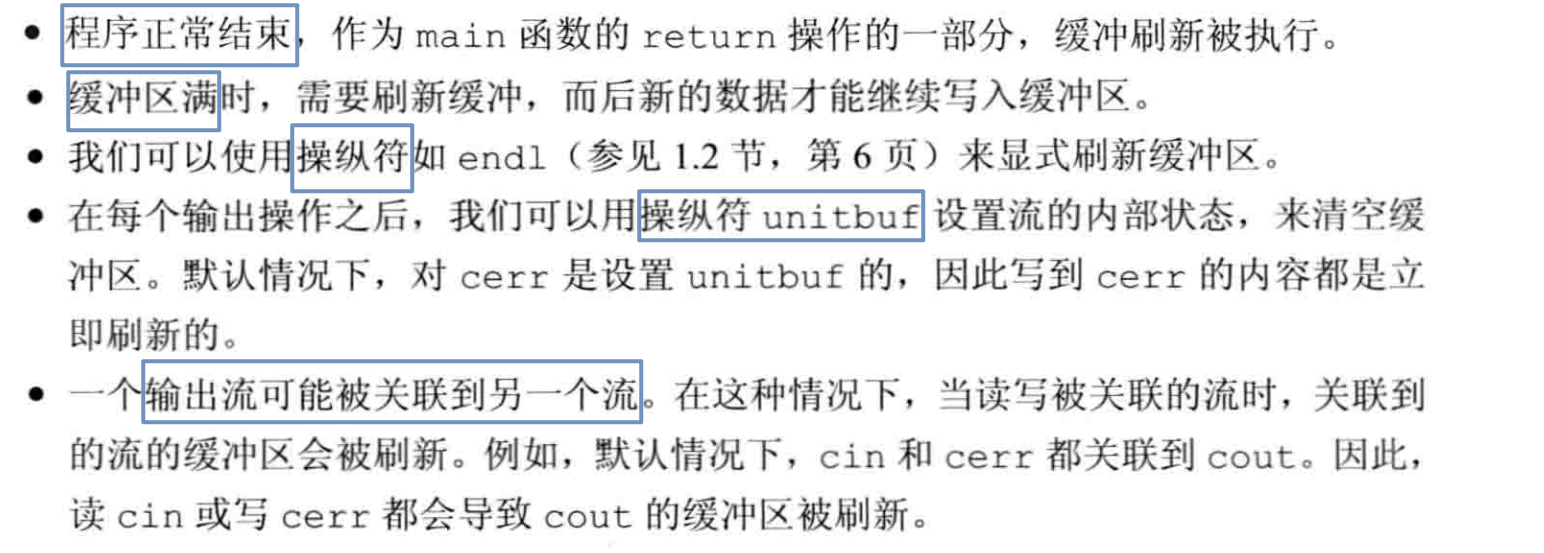 • 程序正常结束，作为 main 函数的 return 操作的一部分，缓冲刷新被执行。
• 缓冲区满时，需要刷新缓冲，而后新的数据才能继续写入缓冲区。
• 我们可以使用操纵符如 endl（参见 1.2 节，第 6 页）来显式刷新缓冲区。
• 在每个输出操作之后，我们可以用操纵符 unitbuf 设置流的内部状态，来清空缓
冲区。默认情况下，对 cerr 是设置 unitbuf 的，因此写到 cerr 的内容都是立
即刷新的。
• 一个输出流可能被关联到另一个流。在这种情况下，当读写被关联的流时，关联到
的流的缓冲区会被刷新。例如，默认情况下，cin 和 cerr 都关联到 cout。因此，
读 cin 或写 cerr 都会导致 cout 的缓冲区被刷新。